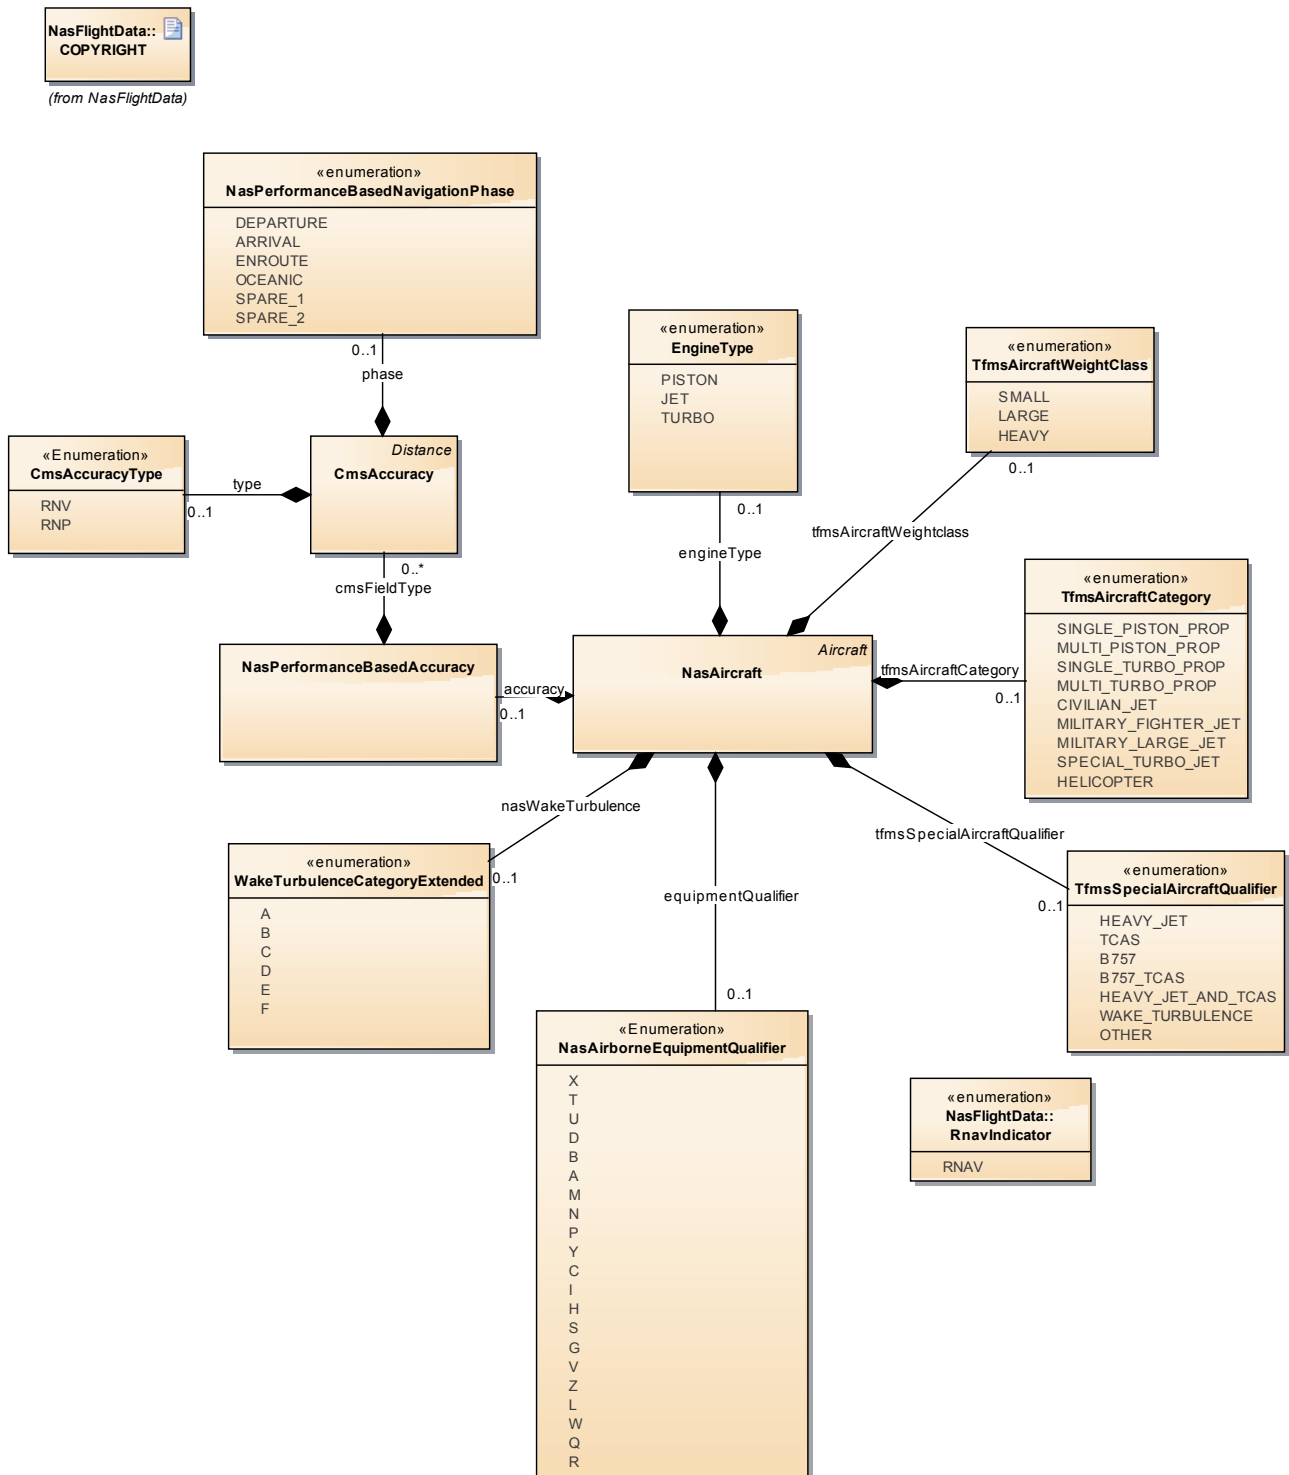 NasFlightData::
COPYRIGHT
(from NasFlightData)
«enumeration»
NasPerformanceBasedNavigationPhase
DEPARTURE
ARRIVAL
ENROUTE
OCEANIC
SPARE_1
SPARE_2
0..1
phase
«Enumeration»
CmsAccuracyType
RNV
RNP
type
0..1
Distance
CmsAccuracy
0..*
cmsFieldType
NasPerformanceBasedAccuracy
accuracy
0..1
«enumeration»
EngineType
PISTON
JET
TURBO
0..1
engineType
«enumeration»
TfmsAircraftWeightClass
SMALL
LARGE
HEAVY
0..1
tfmsAircraftWeightclass
Aircraft
NasAircraft
tfmsAircraftCategory
0..1
«enumeration»
TfmsAircraftCategory
SINGLE_PISTON_PROP
MULTI_PISTON_PROP
SINGLE_TURBO_PROP
MULTI_TURBO_PROP
CIVILIAN_JET
MILITARY_FIGHTER_JET
MILITARY_LARGE_JET
SPECIAL_TURBO_JET
HELICOPTER
nasWakeTurbulence
0..1
«enumeration»
WakeTurbulenceCategoryExtended
A
B
C
D
E
F
equipmentQualifier
0..1
«Enumeration»
NasAirborneEquipmentQualifier
X
T
U
D
B
A
M
N
P
Y
C
I
H
S
G
V
Z
L
W
Q
R
tfmsSpecialAircraftQualifier
0..1
«enumeration»
TfmsSpecialAircraftQualifier
HEAVY_JET
TCAS
B757
B757_TCAS
HEAVY_JET_AND_TCAS
WAKE_TURBULENCE
OTHER
«enumeration»
NasFlightData::
RnavIndicator
RNAV